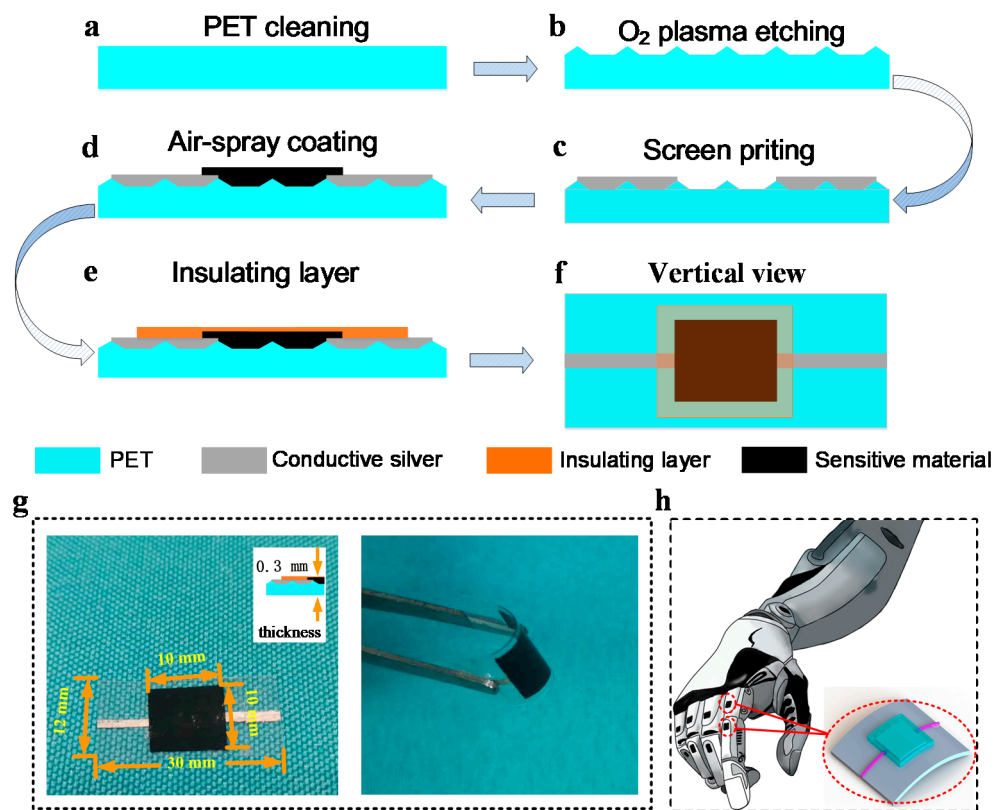 a PET cleaning
b O₂ plasma etching
d Air-spray coating
c Screen priting
e Insulating layer
f Vertical view
PET
Conductive silver
Insulating layer
Sensitive material
g
h
0.3 mm
thickness
10 mm
12 mm
10 mm
30 mm